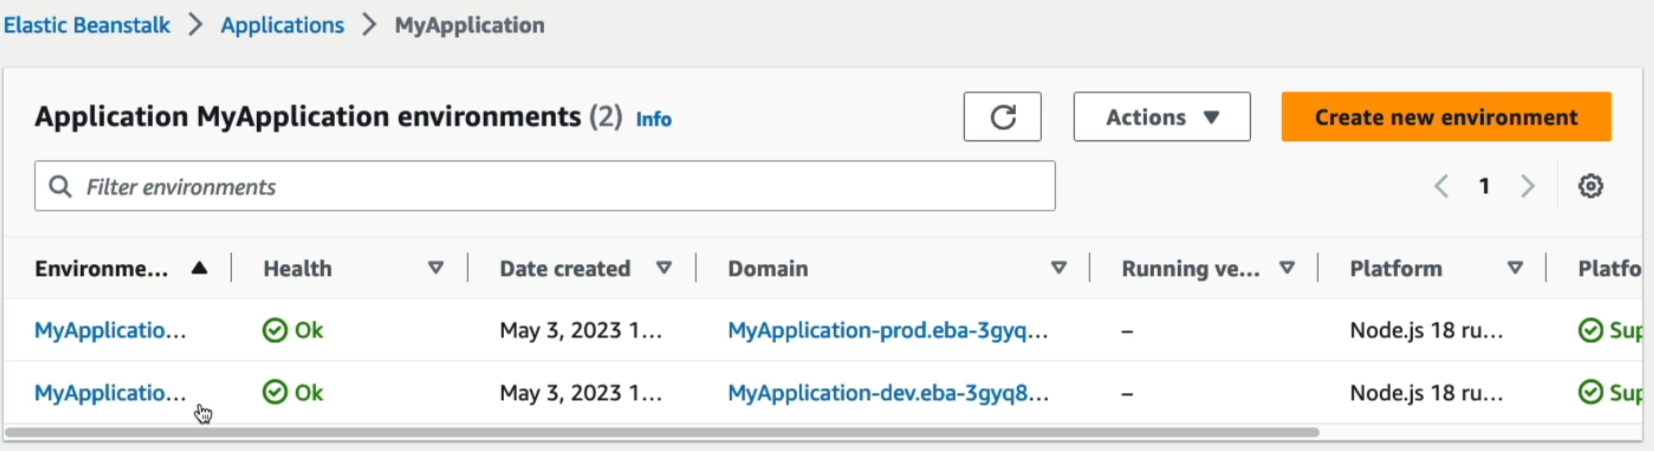 Elastic Beanstalk > Applications > MyApplication
Application MyApplication environments (2) Info Actions ▼ Create new environment
Filter environments < 1 >
Environme... ▲ Health ▽ Date created ▽ Domain ▽ Running ve... ▽ Platform ▽ Platfo
MyApplicatio... Ok May 3, 2023 1... MyApplication-prod.eba-3gyq... – Node.js 18 ru... Sup
MyApplicatio... Ok May 3, 2023 1... MyApplication-dev.eba-3gyq8... – Node.js 18 ru... Sup